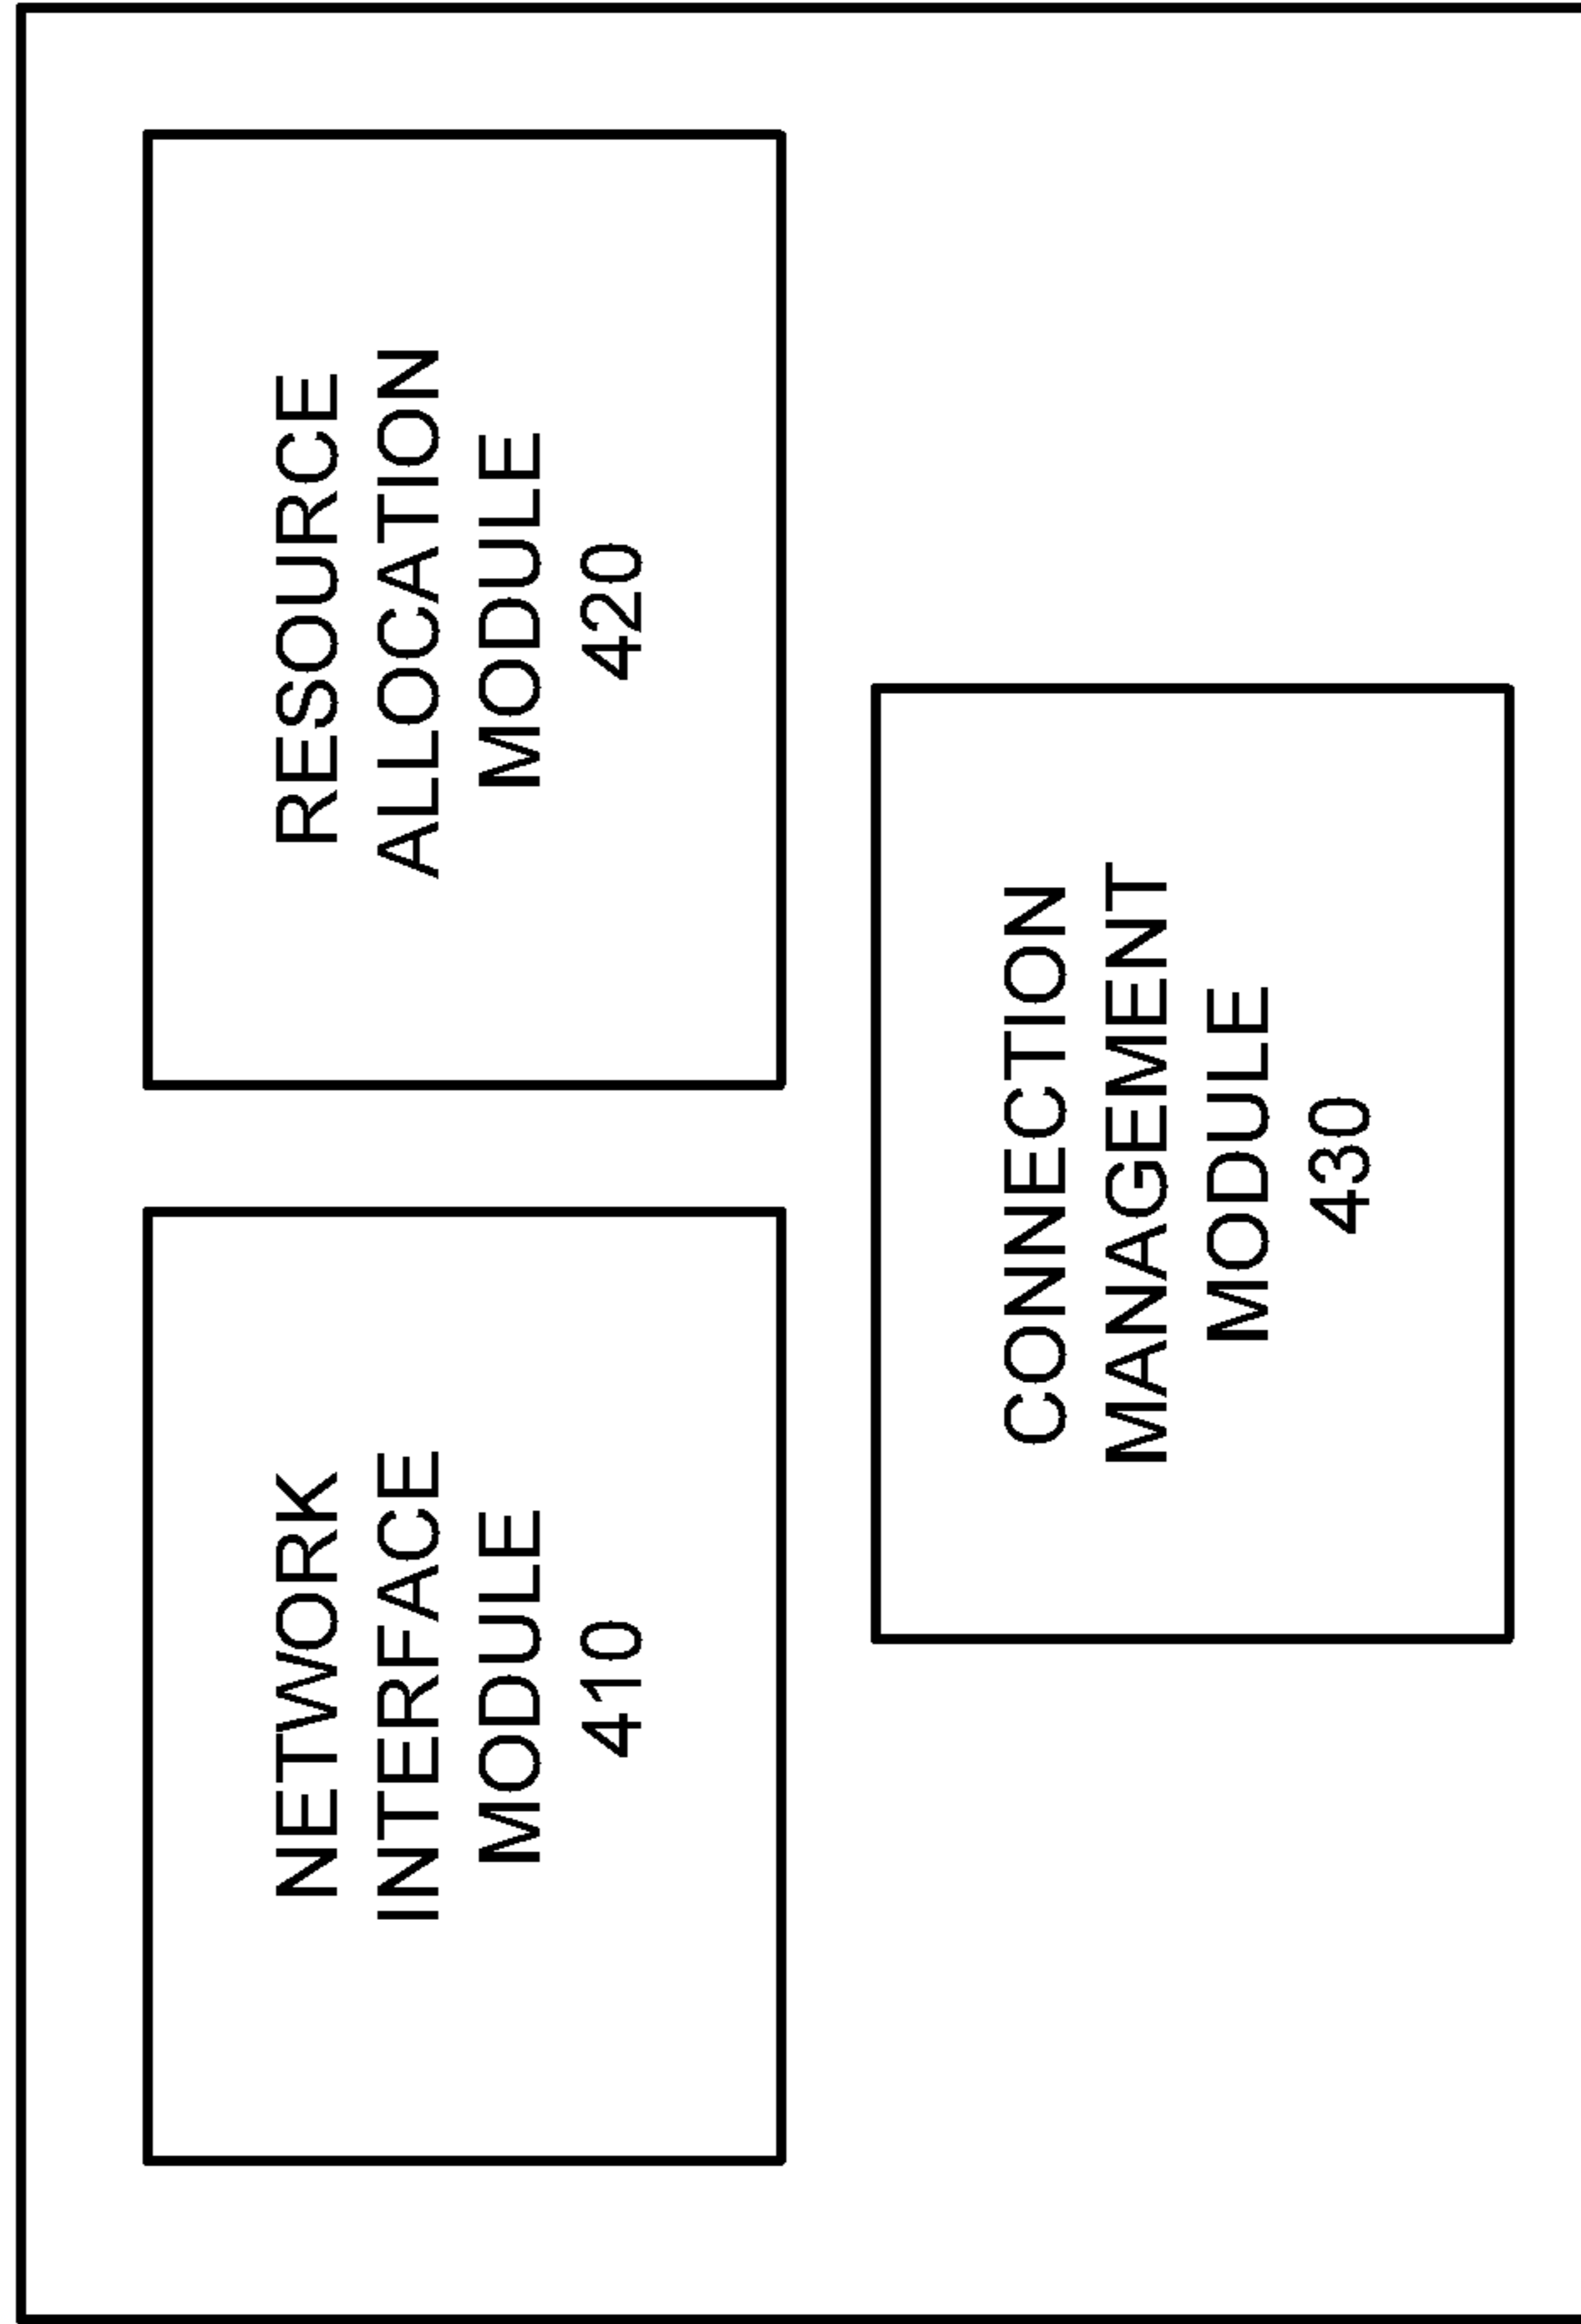 NETWORK
INTERFACE
MODULE
410
RESOURCE
ALLOCATION
MODULE
420
CONNECTION
MANAGEMENT
MODULE
430